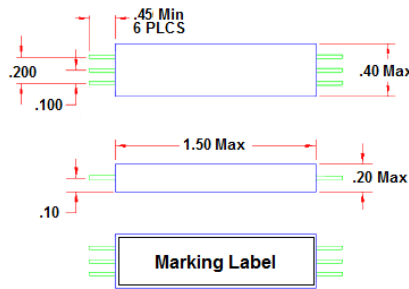 .45 Min
6 PLCS
.200
.100
.40 Max
1.50 Max
.20 Max
.10
Marking Label